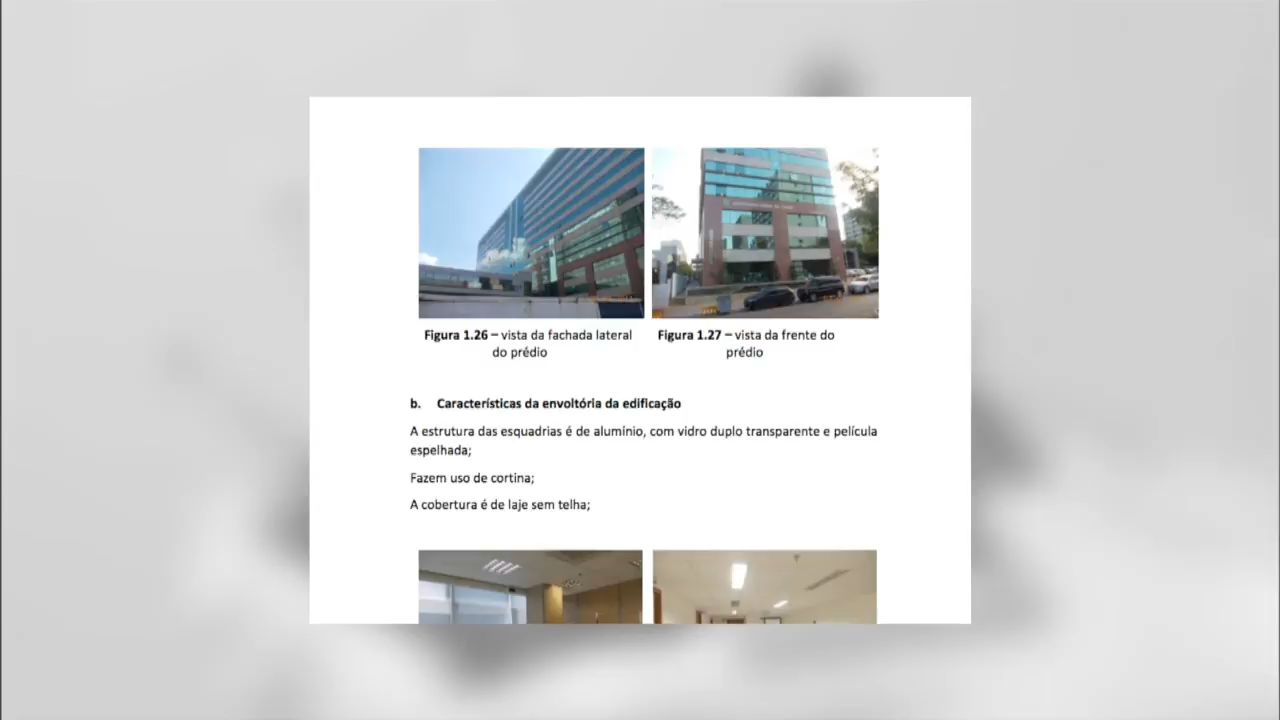 Figura 1.26 – vista da fachada lateral
do prédio
Figura 1.27 – vista da frente do
prédio
b. Características da envoltória da edificação
A estrutura das esquadrias é de alumínio, com vidro duplo transparente e película
espelhada;
Fazem uso de cortina;
A cobertura é de laje sem telha;